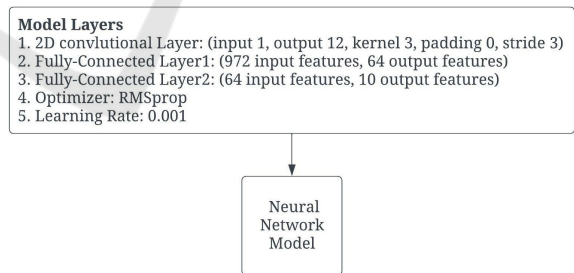 Model Layers
1. 2D convlutional Layer: (input 1, output 12, kernel 3, padding 0, stride 3)
2. Fully-Connected Layer1: (972 input features, 64 output features)
3. Fully-Connected Layer2: (64 input features, 10 output features)
4. Optimizer: RMSprop
5. Learning Rate: 0.001
Neural
Network
Model